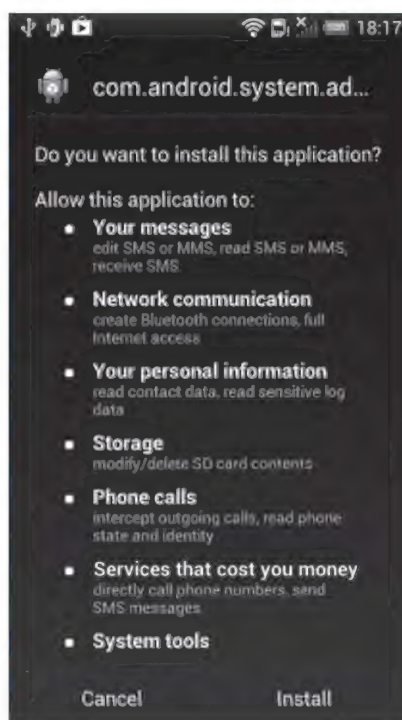 18:17
com.android.system.ad...
Do you want to install this application?
Allow this application to:
Your messages
edit SMS or MMS, read SMS or MMS,
receive SMS
Network communication
create Bluetooth connections, full
Internet access
Your personal information
read contact data, read sensitive log
data
Storage
modify/delete SD card contents
Phone calls
intercept outgoing calls, read phone
state and identity
Services that cost you money
directly call phone numbers, send
SMS messages
System tools
Cancel
Install